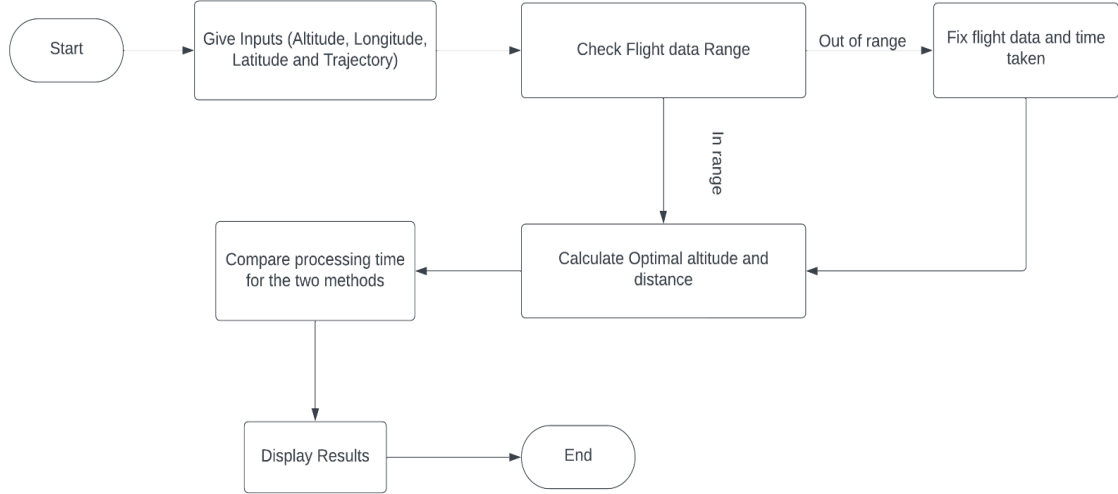 Start
Give Inputs (Altitude, Longitude,
Latitude and Trajectory)
Check Flight data Range
Out of range
Fix flight data and time
taken
In range
Calculate Optimal altitude and
distance
Compare processing time
for the two methods
Display Results
End